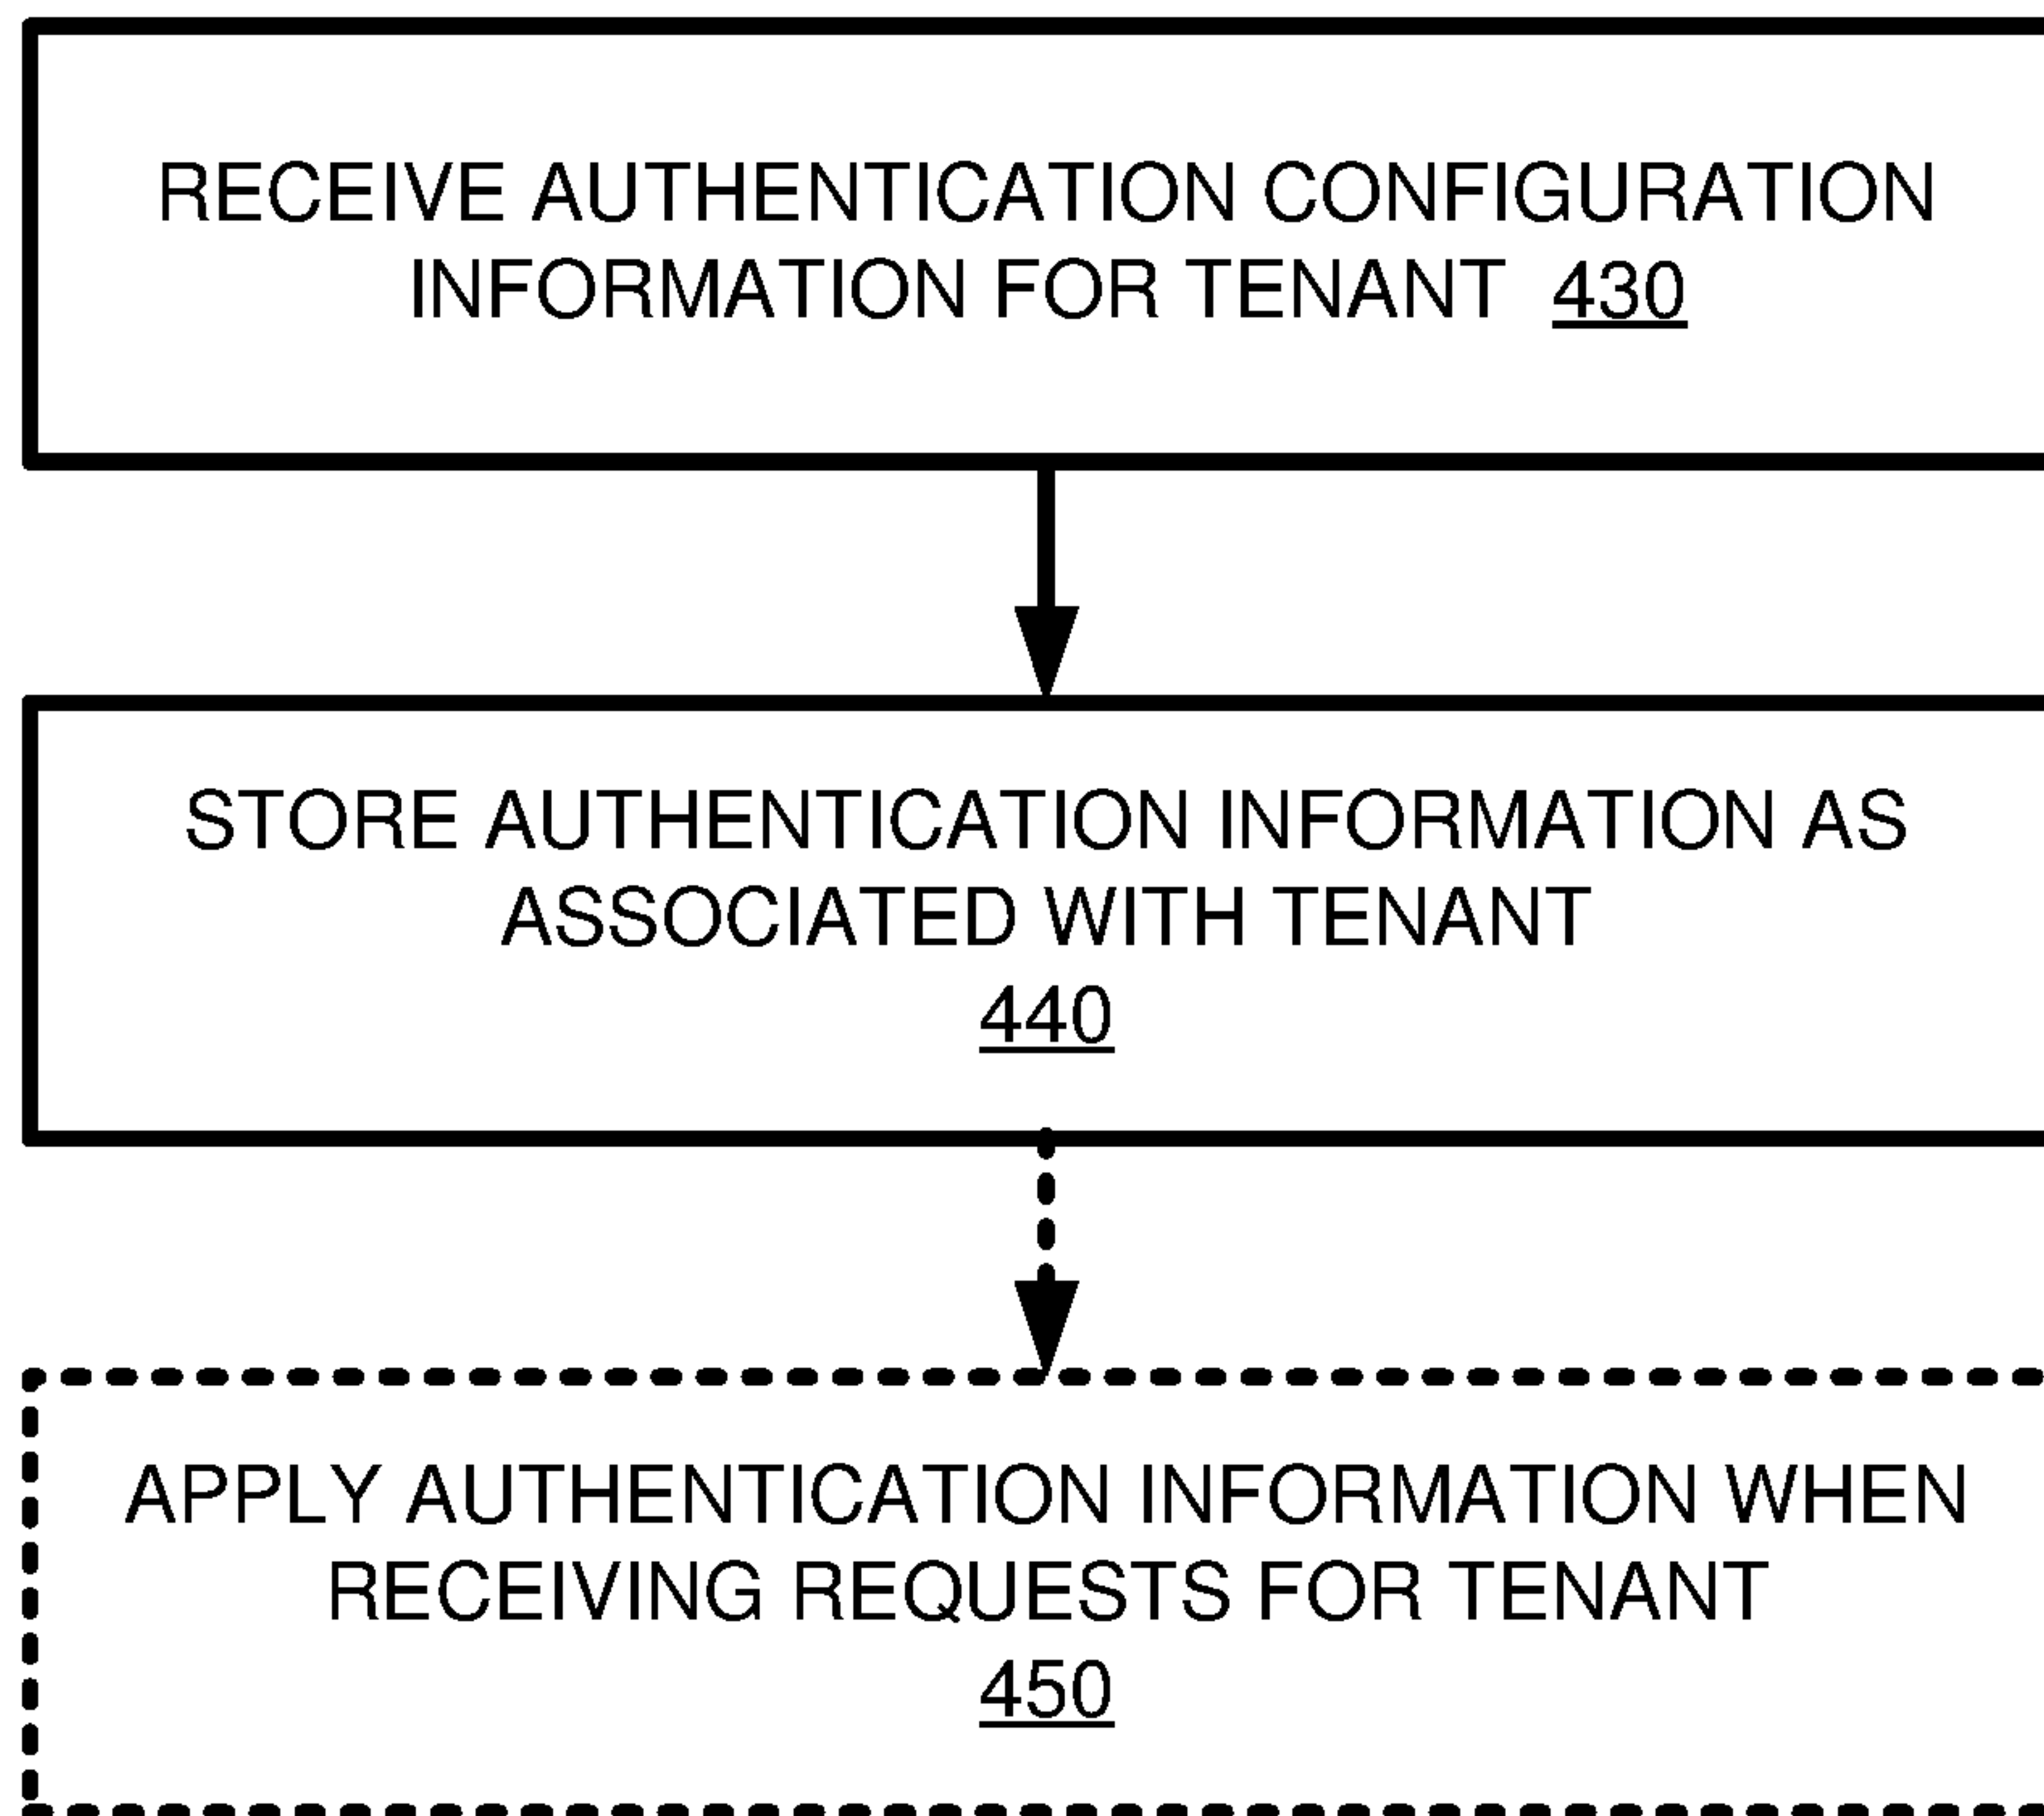 RECEIVE AUTHENTICATION CONFIGURATION
INFORMATION FOR TENANT 430
STORE AUTHENTICATION INFORMATION AS
ASSOCIATED WITH TENANT
440
APPLY AUTHENTICATION INFORMATION WHEN
RECEIVING REQUESTS FOR TENANT
450